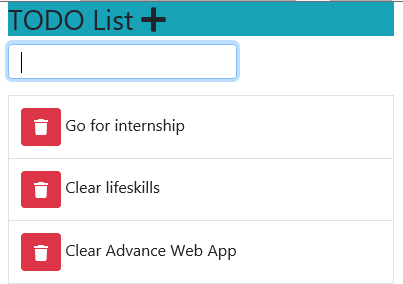 TODO List
Go for internship
Clear lifeskills
Clear Advance Web App